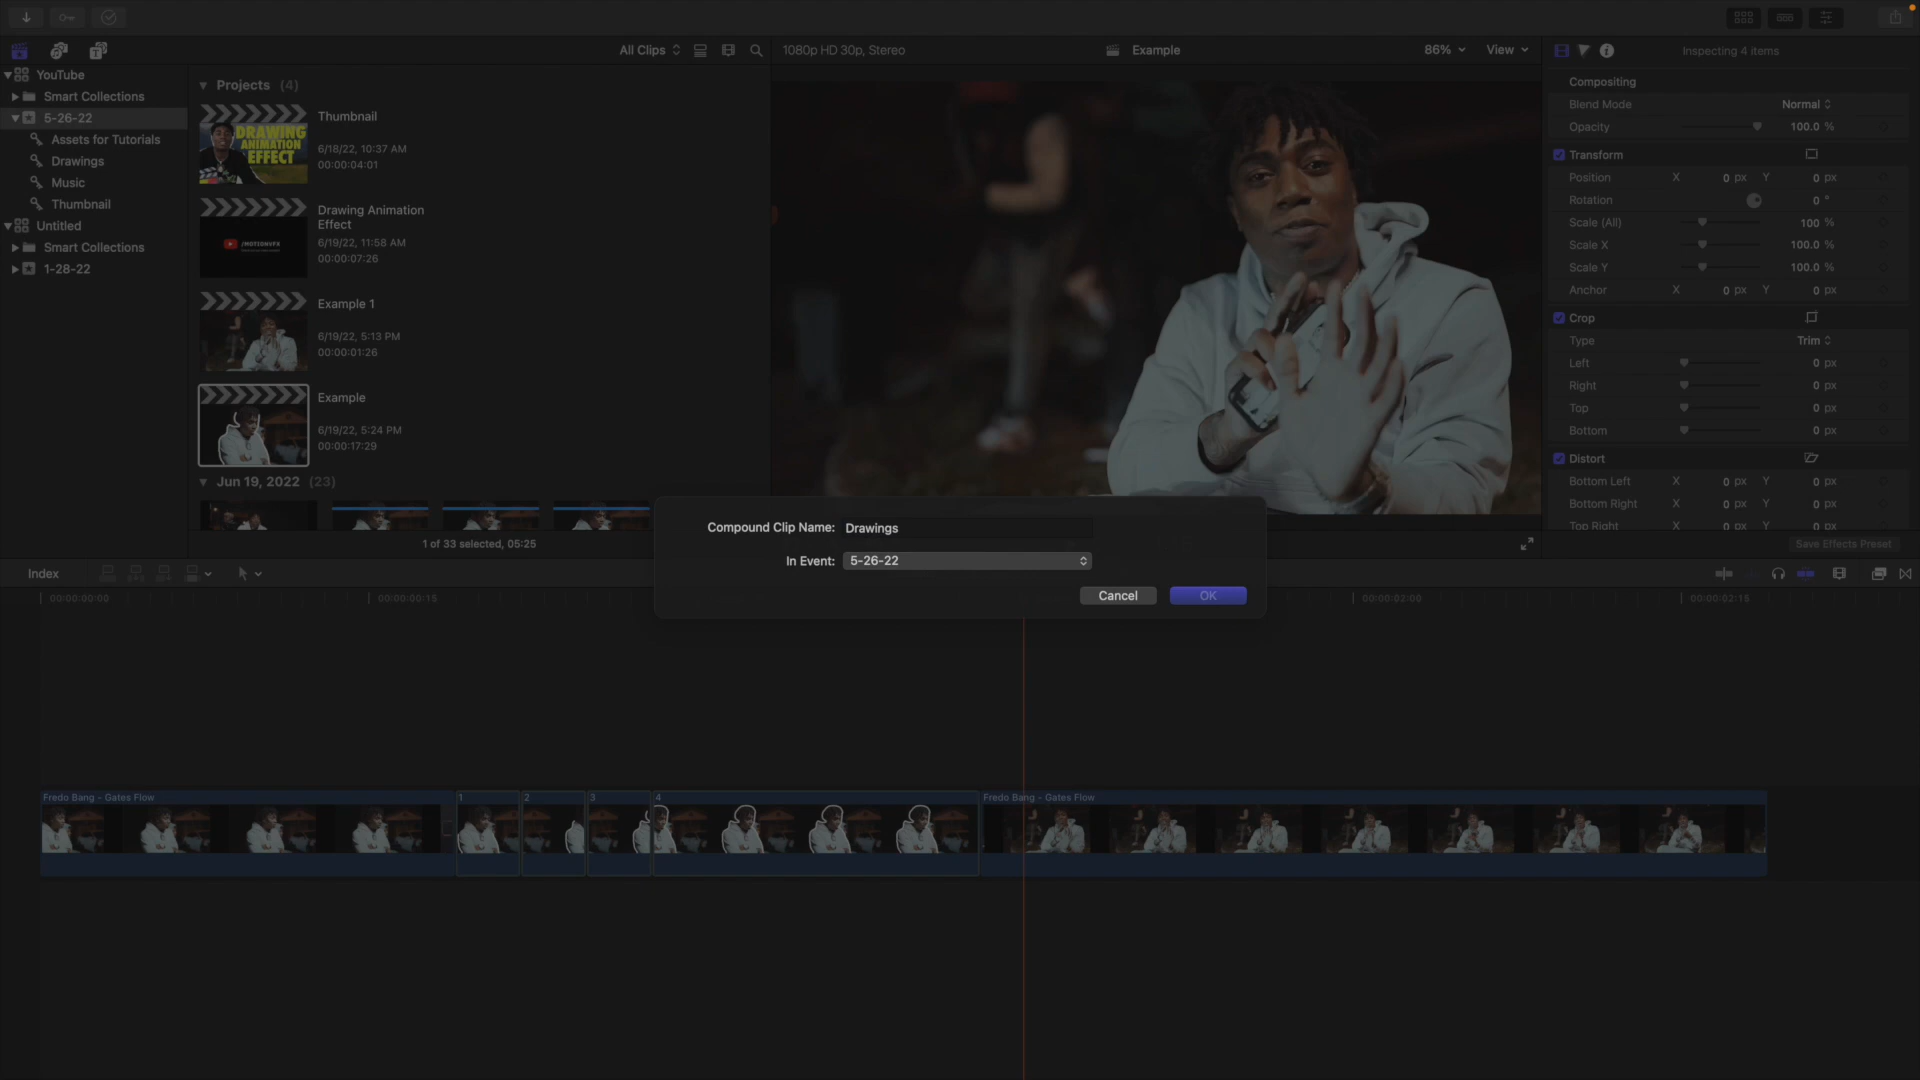 All Clips
1080p HD 30p, Stereo
Example
86%
View
Inspecting 4 items
YouTube
Smart Collections
5-26-22
Assets for Tutorials
Drawings
Music
Thumbnail
Untitled
Smart Collections
1-28-22
Projects (4)
Thumbnail
6/18/22, 10:37 AM
00:00:04:01
DRAWING
ANIMATION
EFFECT
Drawing Animation
Effect
6/19/22, 11:58 AM
00:00:07:26
/MOTIONVFX
Example 1
6/19/22, 5:13 PM
00:00:01:26
Example
6/19/22, 5:24 PM
00:00:17:29
Jun 19, 2022 (23)
1 of 33 selected, 05:25
Compositing
Blend Mode Normal
Opacity 100.0 %
Transform
Position X 0 px Y 0 px
Rotation 0 °
Scale (All) 100 %
Scale X 100.0 %
Scale Y 100.0 %
Anchor X 0 px Y 0 px
Crop
Type Trim
Left 0 px
Right 0 px
Top 0 px
Bottom 0 px
Distort
Bottom Left X 0 px Y 0 px
Bottom Right X 0 px Y 0 px
Top Right X 0 px Y 0 px
Save Effects Preset
Compound Clip Name: Drawings
In Event: 5-26-22
Cancel OK
Index
00:00:00:00 00:00:00:15 00:00:02:00 00:00:02:15
Fredo Bang - Gates Flow 1 2 3 4 Fredo Bang - Gates Flow